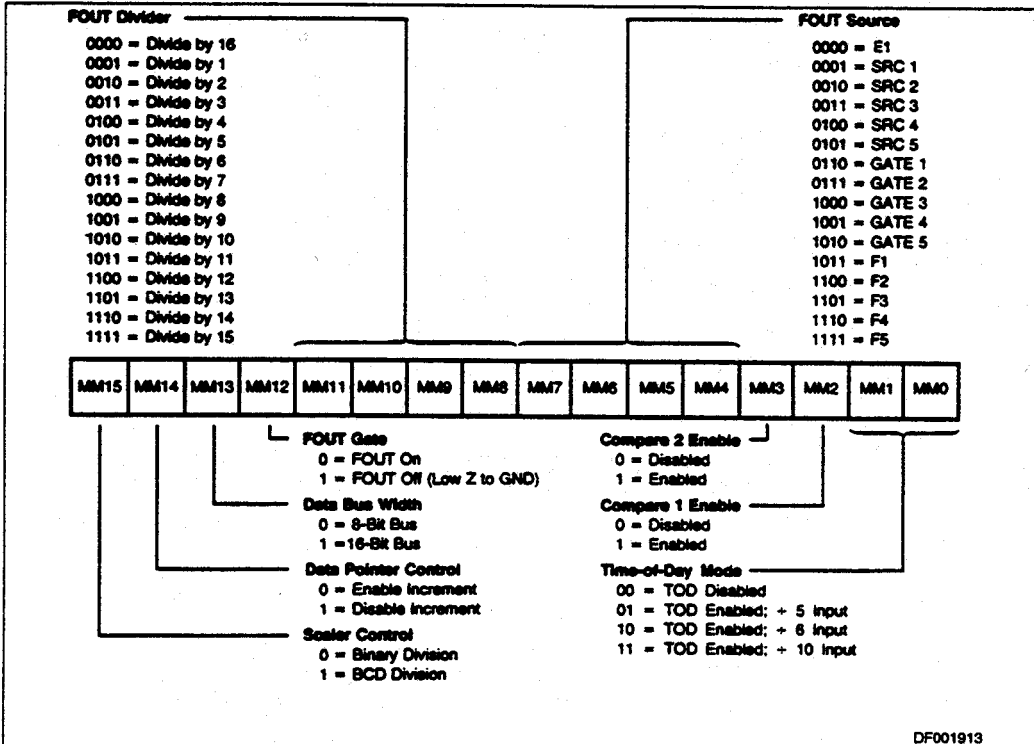 FOUT Divider
0000 = Divide by 16
0001 = Divide by 1
0010 = Divide by 2
0011 = Divide by 3
0100 = Divide by 4
0101 = Divide by 5
0110 = Divide by 6
0111 = Divide by 7
1000 = Divide by 8
1001 = Divide by 9
1010 = Divide by 10
1011 = Divide by 11
1100 = Divide by 12
1101 = Divide by 13
1110 = Divide by 14
1111 = Divide by 15
FOUT Source
0000 = E1
0001 = SRC 1
0010 = SRC 2
0011 = SRC 3
0100 = SRC 4
0101 = SRC 5
0110 = GATE 1
0111 = GATE 2
1000 = GATE 3
1001 = GATE 4
1010 = GATE 5
1011 = F1
1100 = F2
1101 = F3
1110 = F4
1111 = F5
MM15 MM14 MM13 MM12 MM11 MM10 MM9 MM8 MM7 MM6 MM5 MM4 MM3 MM2 MM1 MM0
FOUT Gate
0 = FOUT On
1 = FOUT Off (Low Z to GND)
Data Bus Width
0 = 8-Bit Bus
1 =16-Bit Bus
Data Pointer Control
0 = Enable Increment
1 = Disable Increment
Scaler Control
0 = Binary Division
1 = BCD Division
Compare 2 Enable
0 = Disabled
1 = Enabled
Compare 1 Enable
0 = Disabled
1 = Enabled
Time-of-Day Mode
00 = TOD Disabled
01 = TOD Enabled; ÷ 5 Input
10 = TOD Enabled; ÷ 6 Input
11 = TOD Enabled; ÷ 10 Input
DF001913